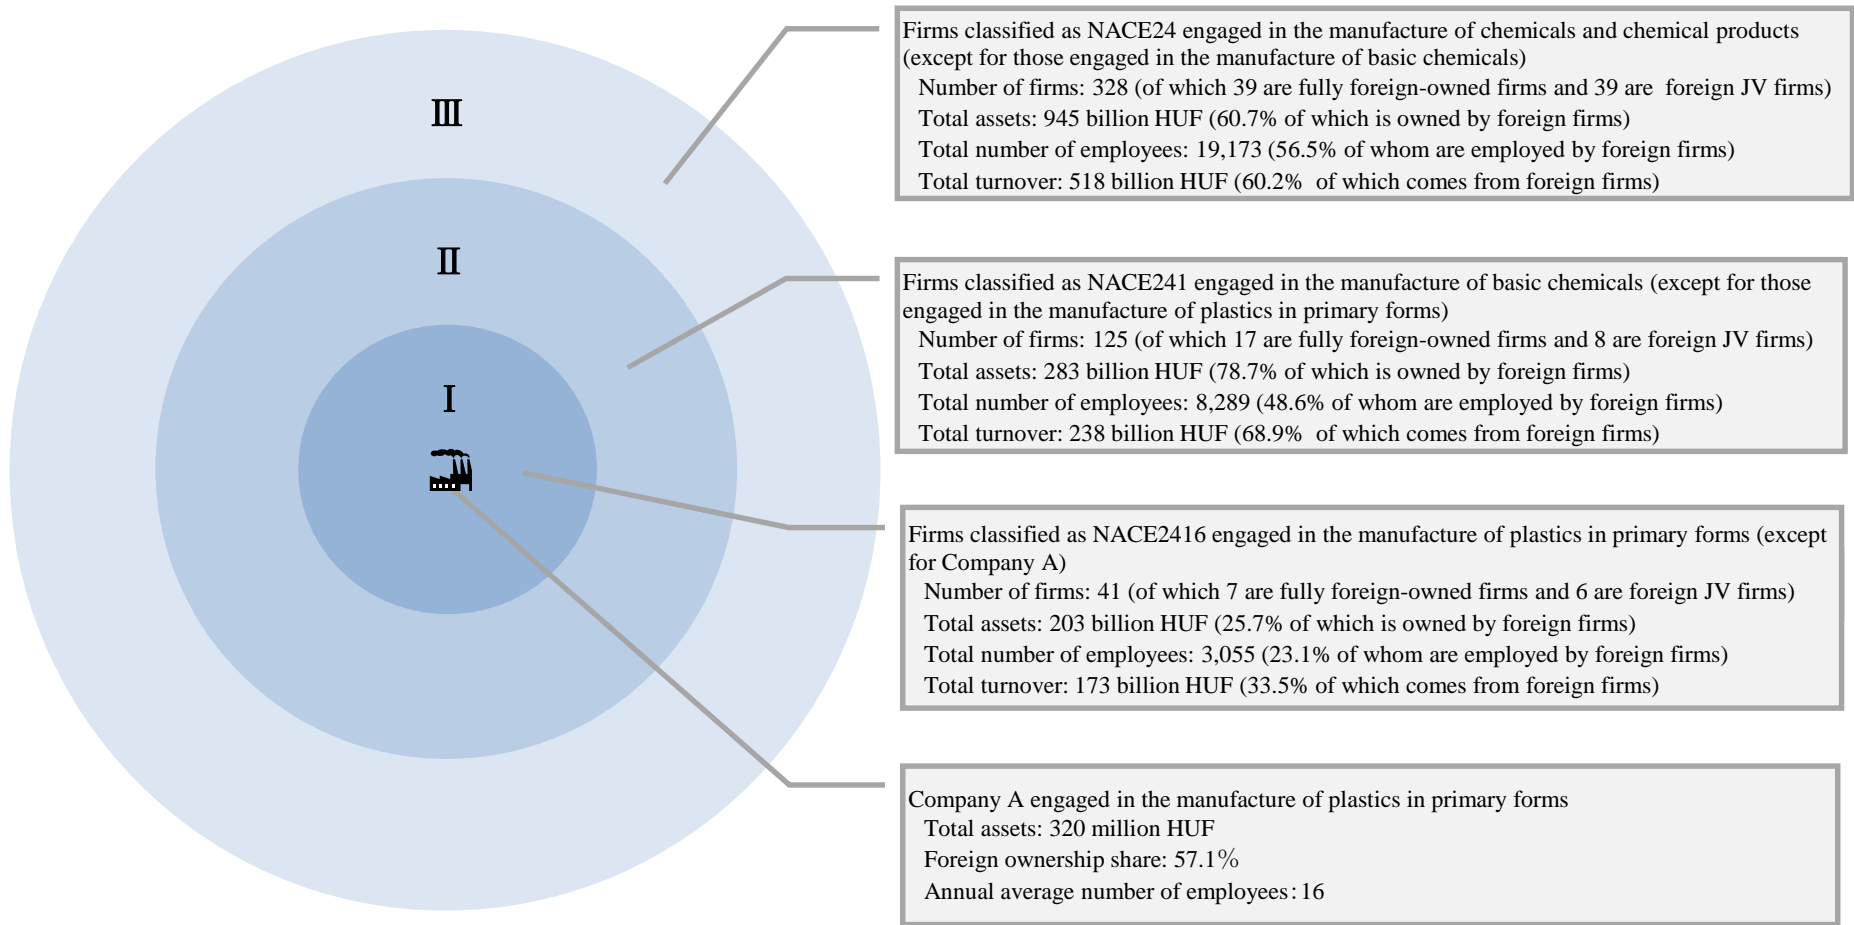 Ⅲ
Ⅱ
Ⅰ
Firms classified as NACE24 engaged in the manufacture of chemicals and chemical products
(except for those engaged in the manufacture of basic chemicals)
Number of firms: 328 (of which 39 are fully foreign-owned firms and 39 are foreign JV firms)
Total assets: 945 billion HUF (60.7% of which is owned by foreign firms)
Total number of employees: 19,173 (56.5% of whom are employed by foreign firms)
Total turnover: 518 billion HUF (60.2% of which comes from foreign firms)
Firms classified as NACE241 engaged in the manufacture of basic chemicals (except for those
engaged in the manufacture of plastics in primary forms)
Number of firms: 125 (of which 17 are fully foreign-owned firms and 8 are foreign JV firms)
Total assets: 283 billion HUF (78.7% of which is owned by foreign firms)
Total number of employees: 8,289 (48.6% of whom are employed by foreign firms)
Total turnover: 238 billion HUF (68.9% of which comes from foreign firms)
Firms classified as NACE2416 engaged in the manufacture of plastics in primary forms (except
for Company A)
Number of firms: 41 (of which 7 are fully foreign-owned firms and 6 are foreign JV firms)
Total assets: 203 billion HUF (25.7% of which is owned by foreign firms)
Total number of employees: 3,055 (23.1% of whom are employed by foreign firms)
Total turnover: 173 billion HUF (33.5% of which comes from foreign firms)
Company A engaged in the manufacture of plastics in primary forms
Total assets: 320 million HUF
Foreign ownership share: 57.1%
Annual average number of employees: 16